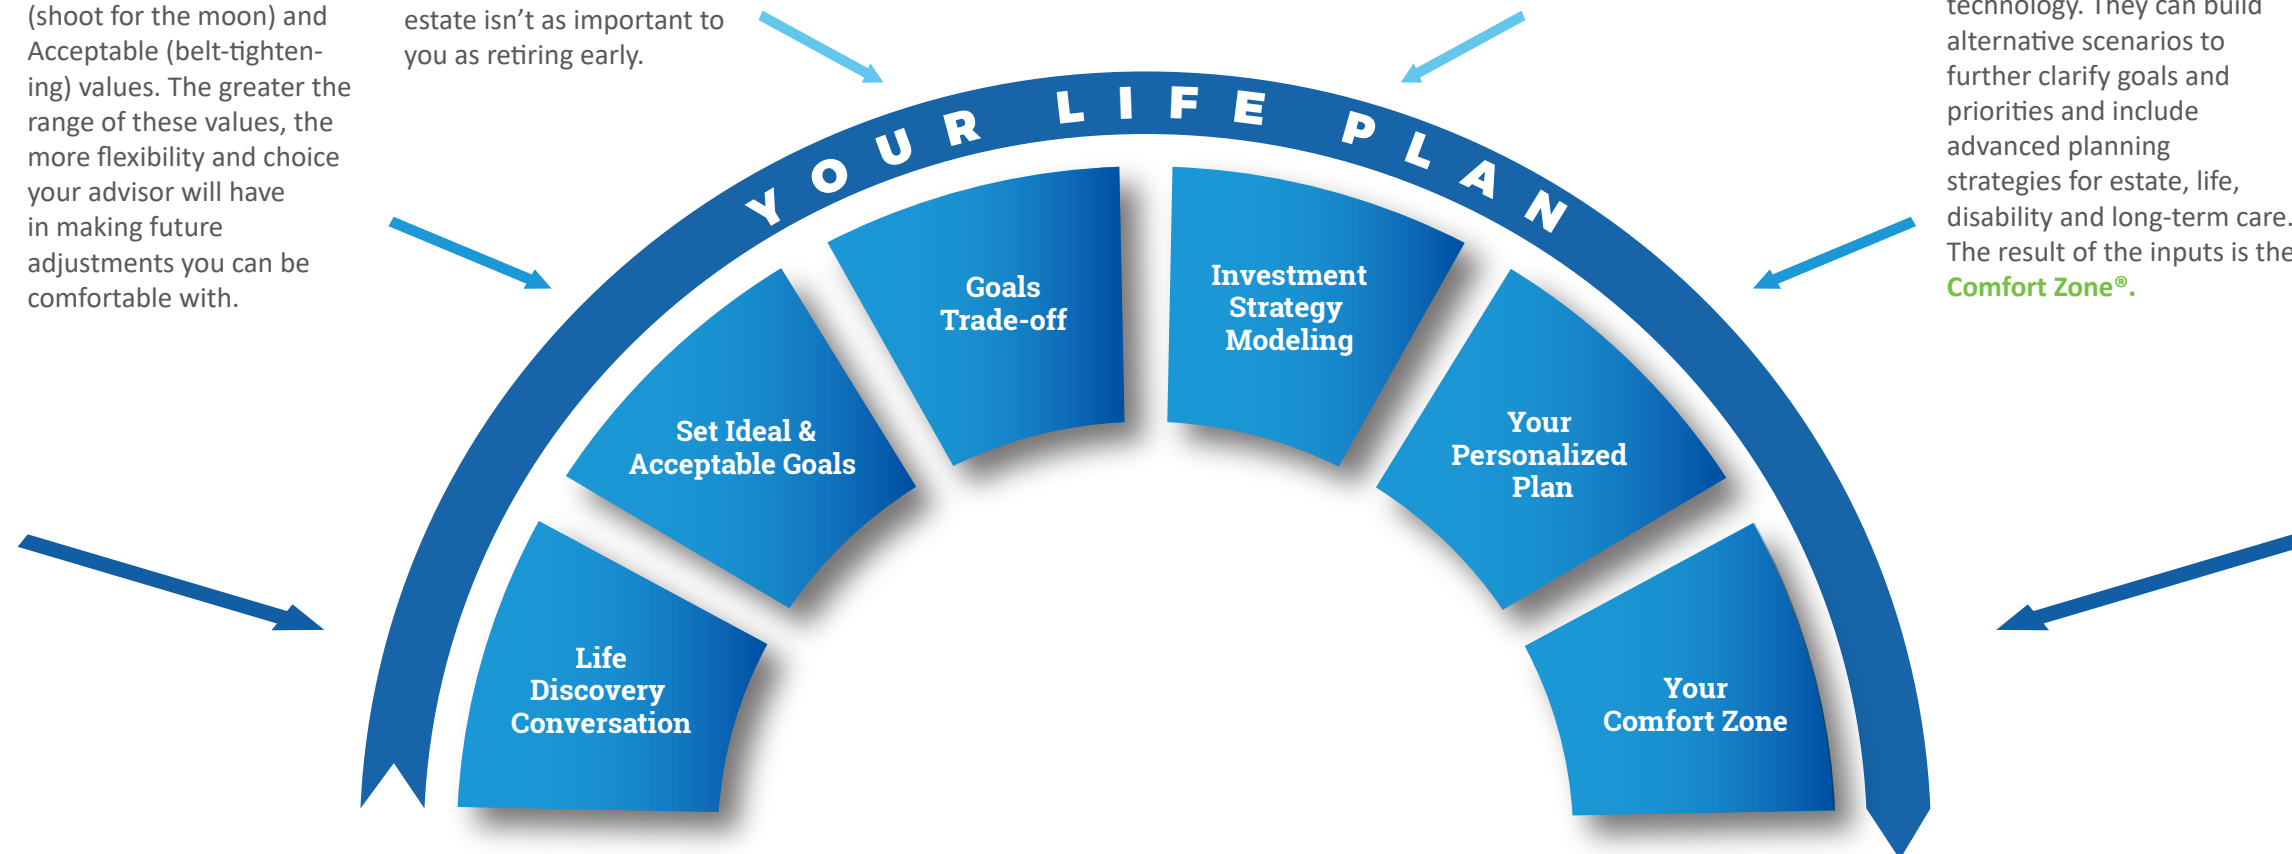 (shoot for the moon) and
Acceptable (belt-tighten-
ing) values. The greater the
range of these values, the
more flexibility and choice
your advisor will have
in making future
adjustments you can be
comfortable with.
estate isn’t as important to
you as retiring early.
technology. They can build
alternative scenarios to
further clarify goals and
priorities and include
advanced planning
strategies for estate, life,
disability and long-term care.
The result of the inputs is the
Comfort Zone®.
YOUR LIFE PLAN
Life
Discovery
Conversation
Set Ideal &
Acceptable Goals
Goals
Trade-off
Investment
Strategy
Modeling
Your
Personalized
Plan
Your
Comfort Zone